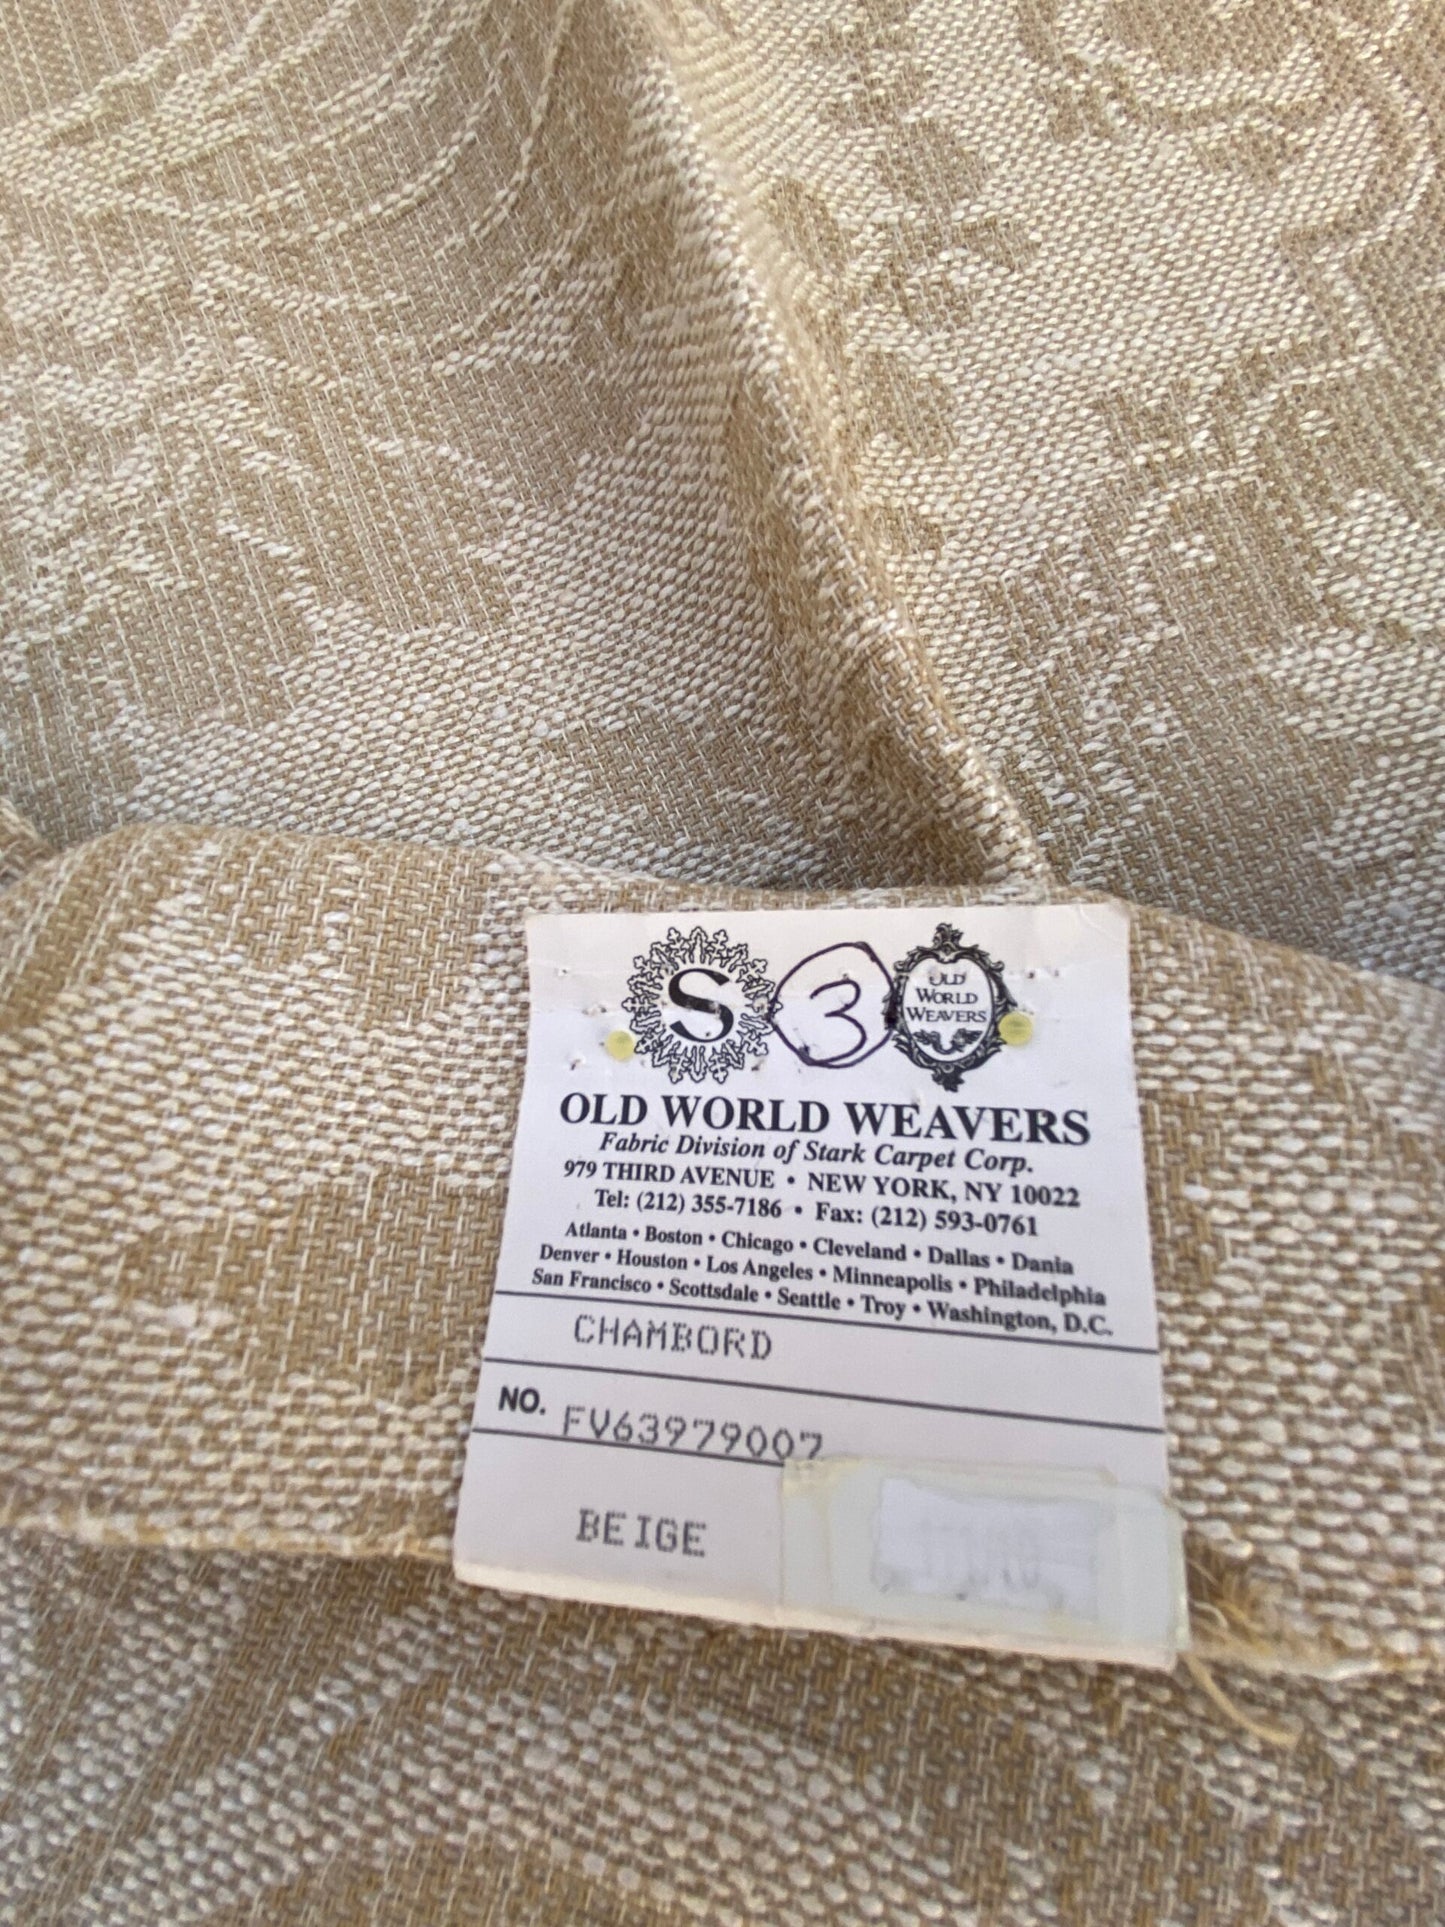 S
3
OLD
WORLD
WEAVERS
OLD WORLD WEAVERS
Fabric Division of Stark Carpet Corp.
979 THIRD AVENUE • NEW YORK, NY 10022
Tel: (212) 355-7186 • Fax: (212) 593-0761
Atlanta • Boston • Chicago • Cleveland • Dallas • Dania
Denver • Houston • Los Angeles • Minneapolis • Philadelphia
San Francisco • Scottsdale • Seattle • Troy • Washington, D.C.
CHAMBORD
NO. FV63979007
BEIGE